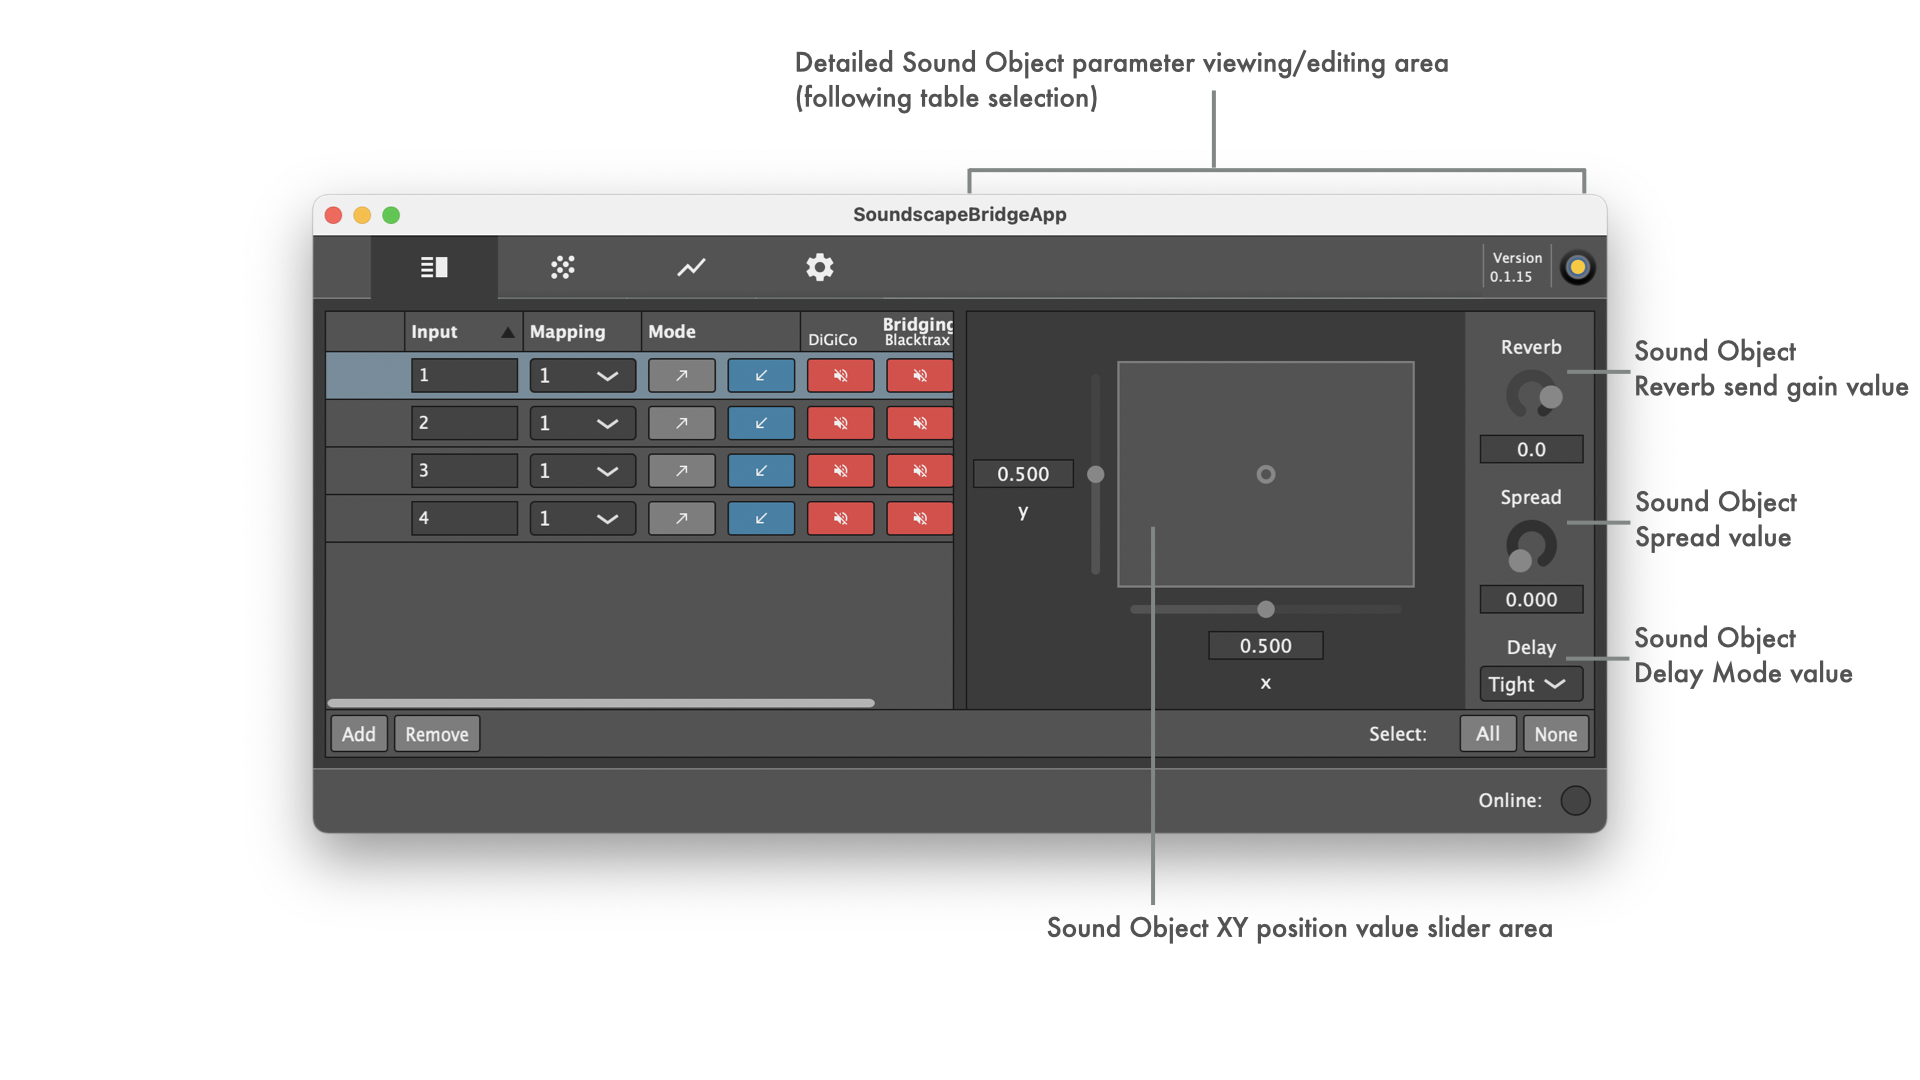 Detailed Sound Object parameter viewing/editing area
(following table selection)
SoundscapeBridgeApp
Version
0.1.15
Input
Mapping
Mode
Bridging
DiGiCo
Blacktrax
1
1
2
1
3
1
4
1
0.500
y
0.500
x
Reverb
0.0
Spread
0.000
Delay
Tight
Sound Object
Reverb send gain value
Sound Object
Spread value
Sound Object
Delay Mode value
Add
Remove
Select:
All
None
Online:
Sound Object XY position value slider area